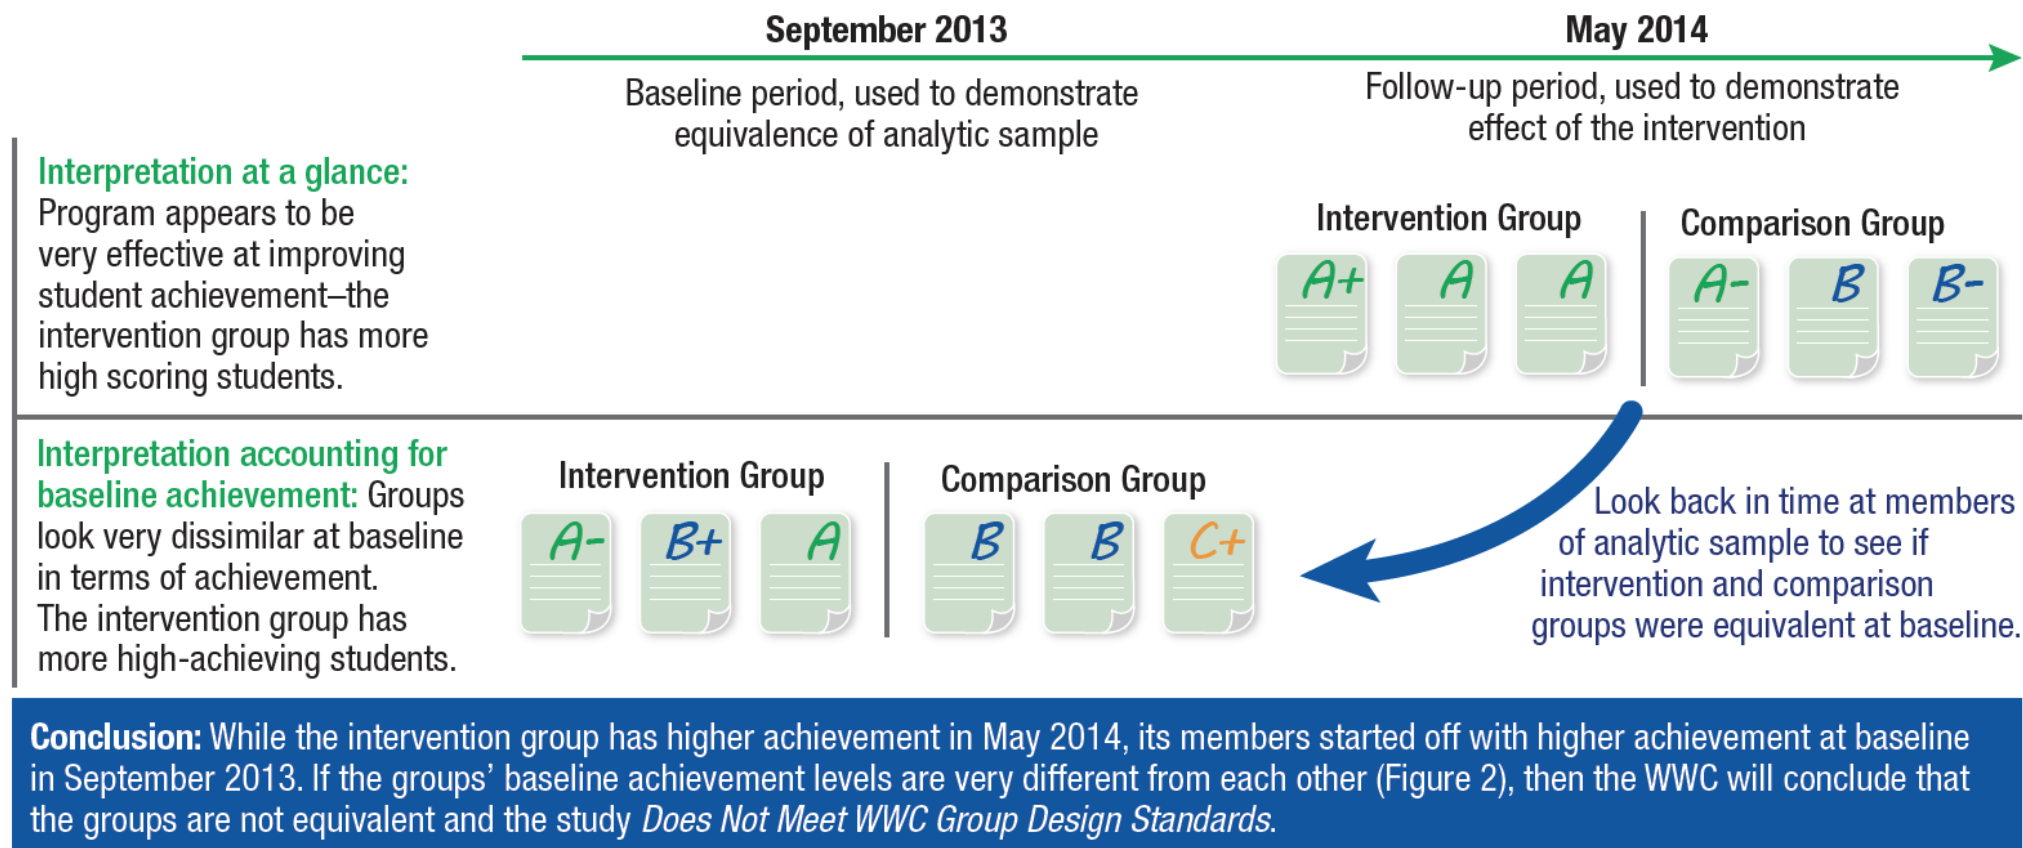 September 2013
May 2014
Baseline period, used to demonstrate
equivalence of analytic sample
Follow-up period, used to demonstrate
effect of the intervention
Interpretation at a glance:
Program appears to be
very effective at improving
student achievement–the
intervention group has more
high scoring students.
Intervention Group
Comparison Group
A+ A A
A- B B-
Interpretation accounting for
baseline achievement: Groups
look very dissimilar at baseline
in terms of achievement.
The intervention group has
more high-achieving students.
Intervention Group
Comparison Group
A- B+ A
B B C+
Look back in time at members
of analytic sample to see if
intervention and comparison
groups were equivalent at baseline.
Conclusion: While the intervention group has higher achievement in May 2014, its members started off with higher achievement at baseline
in September 2013. If the groups’ baseline achievement levels are very different from each other (Figure 2), then the WWC will conclude that
the groups are not equivalent and the study Does Not Meet WWC Group Design Standards.